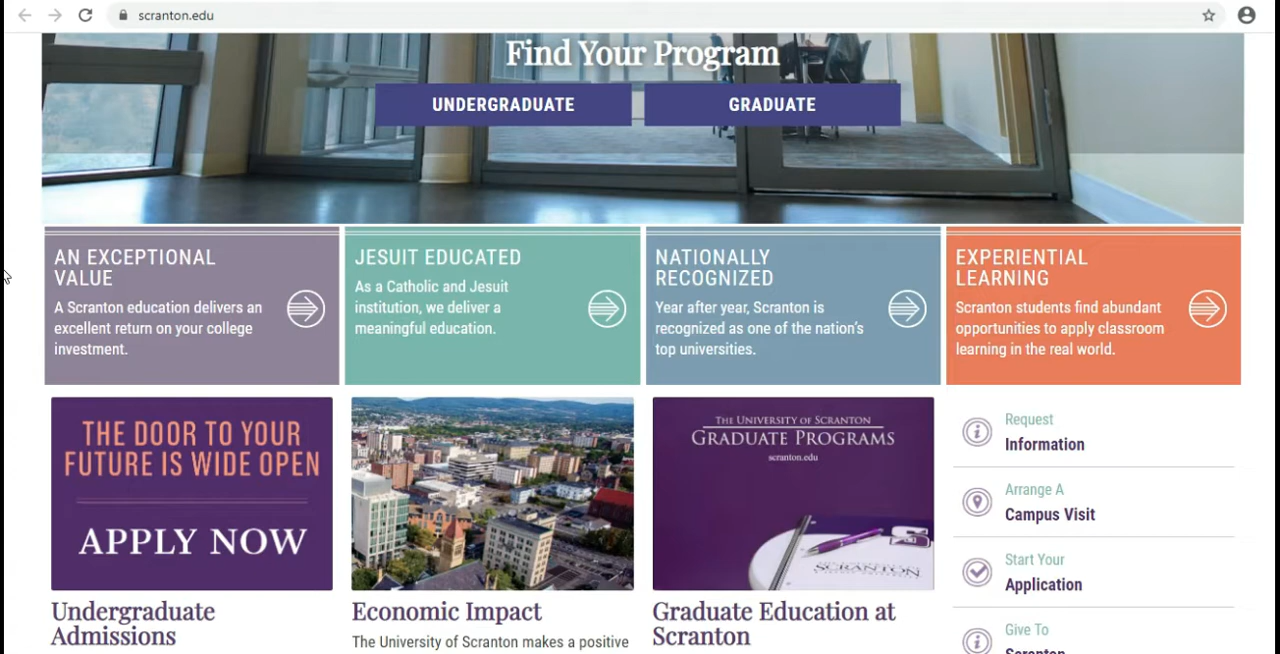 scranton.edu
Find Your Program
UNDERGRADUATE
GRADUATE
AN EXCEPTIONAL
VALUE
A Scranton education delivers an
excellent return on your college
investment.
JESUIT EDUCATED
As a Catholic and Jesuit
institution, we deliver a
meaningful education.
NATIONALLY
RECOGNIZED
Year after year, Scranton is
recognized as one of the nation's
top universities.
EXPERIENTIAL
LEARNING
Scranton students find abundant
opportunities to apply classroom
learning in the real world.
THE DOOR TO YOUR
FUTURE IS WIDE OPEN
APPLY NOW
Undergraduate
Admissions
Economic Impact
The University of Scranton makes a positive
THE UNIVERSITY OF SCRANTON
GRADUATE PROGRAMS
scranton.edu
SCRANTON
Graduate Education at
Scranton
Request
Information
Arrange A
Campus Visit
Start Your
Application
Give To
Scranton